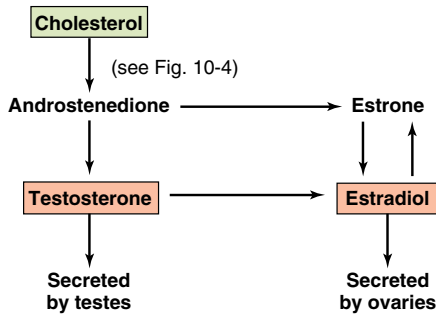 Cholesterol
(see Fig. 10-4)
Androstenedione
Estrone
Testosterone
Estradiol
Secreted
by testes
Secreted
by ovaries